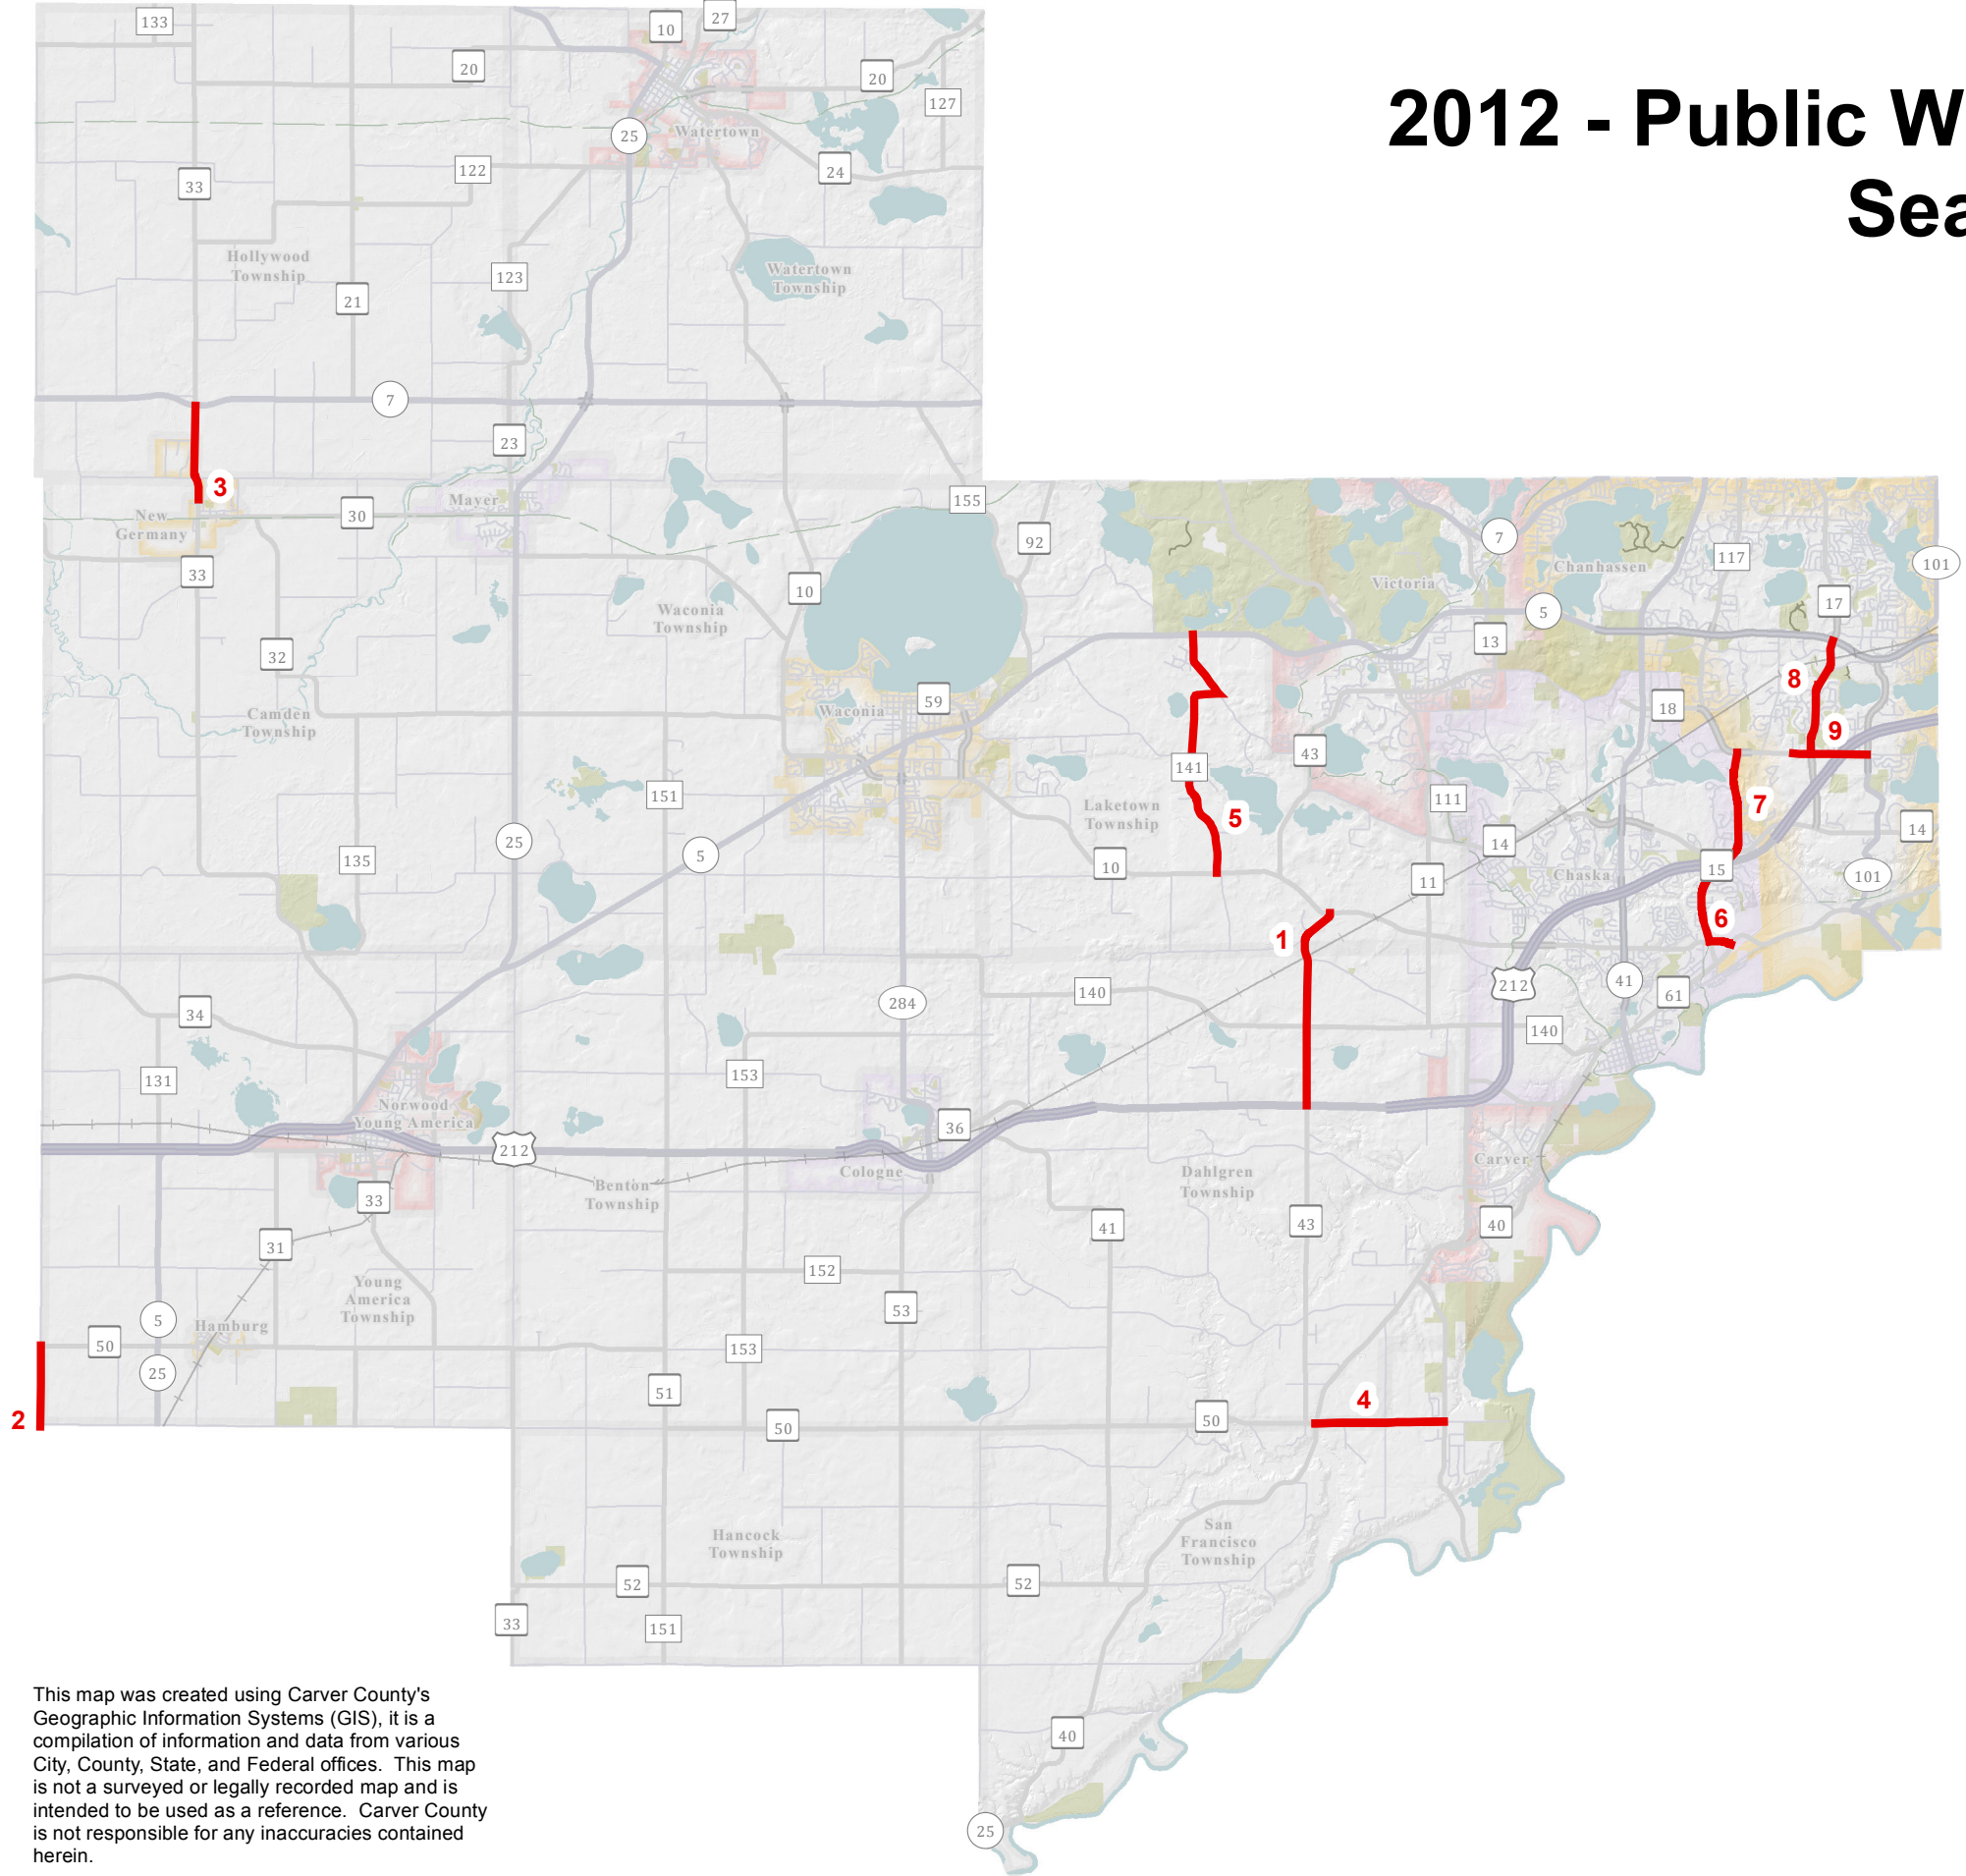 2012 - Public W
Sea
133
10
27
20
20
127
25
Watertown
122
24
33
Hollywood
Township
123
Watertown
Township
21
7
23
3
Mayer
155
New
Germany
30
92
7
117
101
Chanhassen
33
Victoria
10
17
5
Waconia
Township
13
32
8
59
18
Camden
Township
Waconia
9
43
141
151
111
Laketown
Township
7
5
14
14
25
135
5
10
15
11
Chaska
101
6
1
212
41
140
61
284
34
140
153
131
Norwood
Young America
36
212
Carver
Cologne
Dahlgren
Township
Benton
Township
33
41
43
40
31
152
Young
America
Township
53
5
Hamburg
50
153
25
51
4
2
50
50
San
Francisco
Township
Hancock
Township
52
52
33
151
This map was created using Carver County's
Geographic Information Systems (GIS), it is a
compilation of information and data from various
City, County, State, and Federal offices.  This map
is not a surveyed or legally recorded map and is
intended to be used as a reference.  Carver County
is not responsible for any inaccuracies contained
herein.
40
25